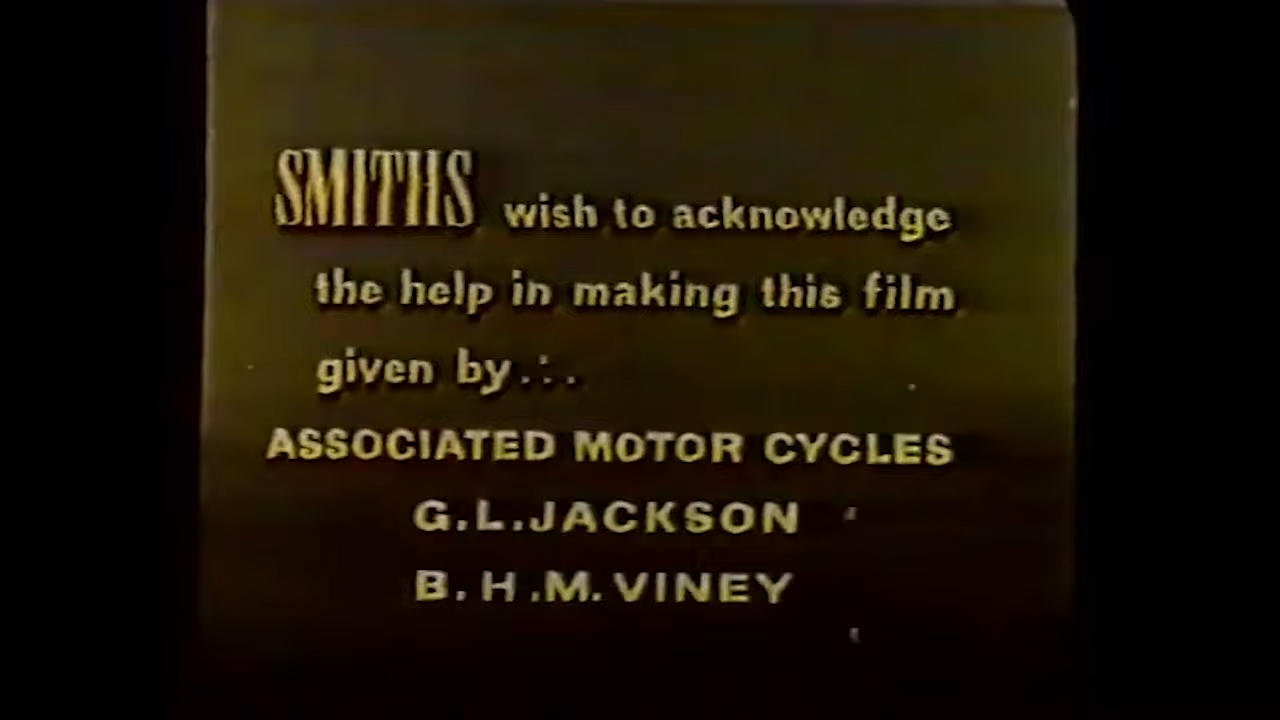 SMITHS wish to acknowledge
the help in making this film
given by...
ASSOCIATED MOTOR CYCLES
G.L.JACKSON
B.H.M.VINEY